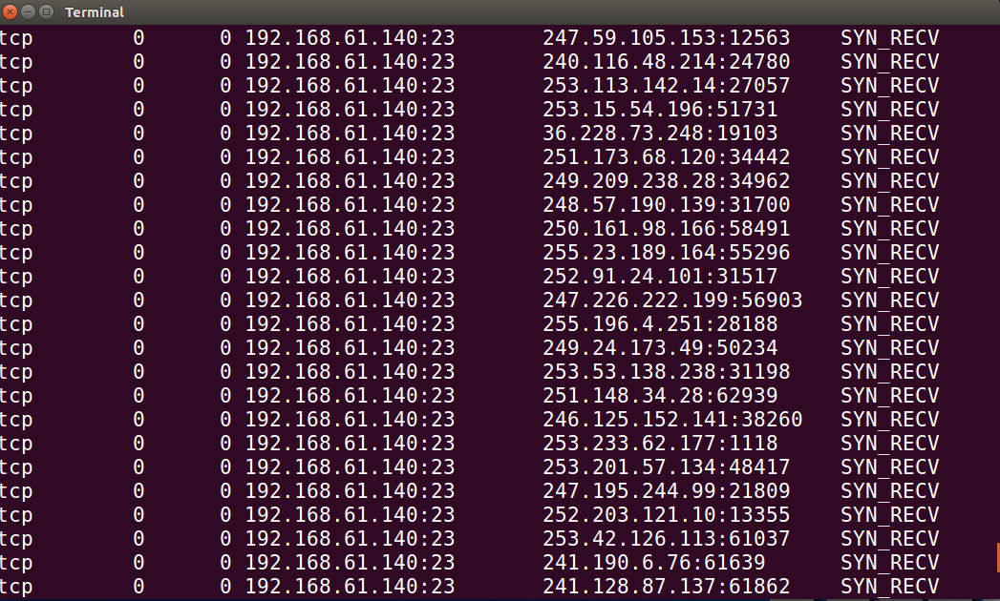 Terminal
tcp 0 0 192.168.61.140:23 247.59.105.153:12563 SYN_RECV
tcp 0 0 192.168.61.140:23 240.116.48.214:24780 SYN_RECV
tcp 0 0 192.168.61.140:23 253.113.142.14:27057 SYN_RECV
tcp 0 0 192.168.61.140:23 253.15.54.196:51731 SYN_RECV
tcp 0 0 192.168.61.140:23 36.228.73.248:19103 SYN_RECV
tcp 0 0 192.168.61.140:23 251.173.68.120:34442 SYN_RECV
tcp 0 0 192.168.61.140:23 249.209.238.28:34962 SYN_RECV
tcp 0 0 192.168.61.140:23 248.57.190.139:31700 SYN_RECV
tcp 0 0 192.168.61.140:23 250.161.98.166:58491 SYN_RECV
tcp 0 0 192.168.61.140:23 255.23.189.164:55296 SYN_RECV
tcp 0 0 192.168.61.140:23 252.91.24.101:31517 SYN_RECV
tcp 0 0 192.168.61.140:23 247.226.222.199:56903 SYN_RECV
tcp 0 0 192.168.61.140:23 255.196.4.251:28188 SYN_RECV
tcp 0 0 192.168.61.140:23 249.24.173.49:50234 SYN_RECV
tcp 0 0 192.168.61.140:23 253.53.138.238:31198 SYN_RECV
tcp 0 0 192.168.61.140:23 251.148.34.28:62939 SYN_RECV
tcp 0 0 192.168.61.140:23 246.125.152.141:38260 SYN_RECV
tcp 0 0 192.168.61.140:23 253.233.62.177:1118 SYN_RECV
tcp 0 0 192.168.61.140:23 253.201.57.134:48417 SYN_RECV
tcp 0 0 192.168.61.140:23 247.195.244.99:21809 SYN_RECV
tcp 0 0 192.168.61.140:23 252.203.121.10:13355 SYN_RECV
tcp 0 0 192.168.61.140:23 253.42.126.113:61037 SYN_RECV
tcp 0 0 192.168.61.140:23 241.190.6.76:61639 SYN_RECV
tcp 0 0 192.168.61.140:23 241.128.87.137:61862 SYN_RECV